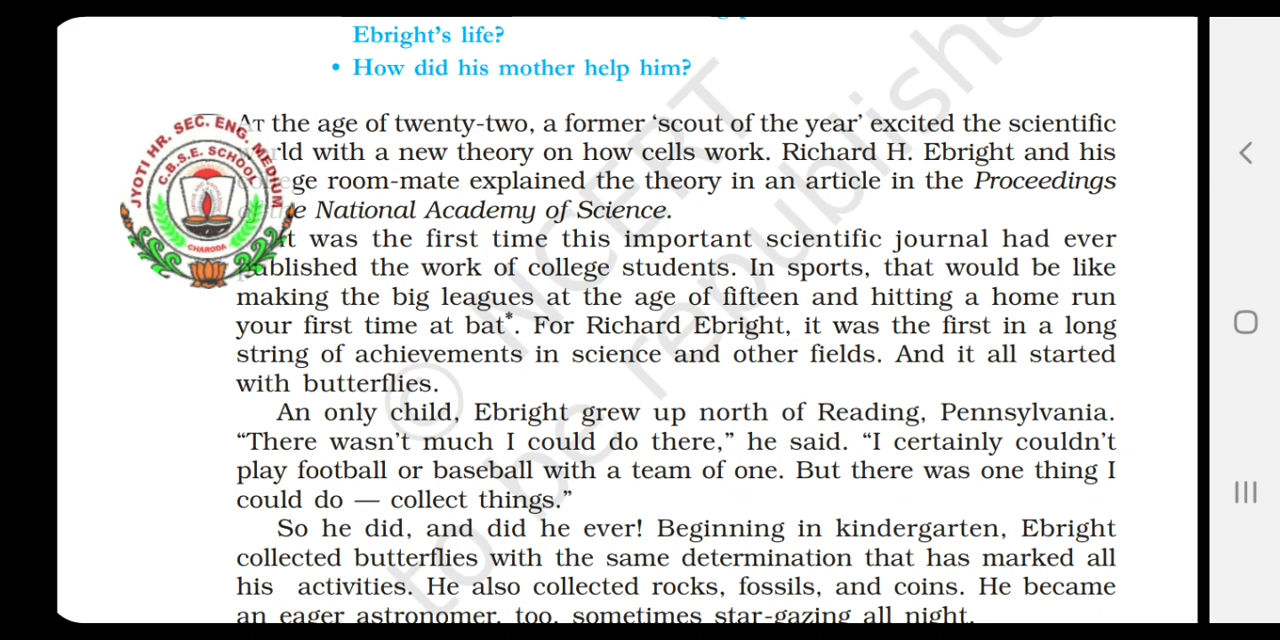 Ebright's life?
• How did his mother help him?
AT the age of twenty-two, a former 'scout of the year' excited the scientific
rld with a new theory on how cells work. Richard H. Ebright and his
ge room-mate explained the theory in an article in the Proceedings
e National Academy of Science.
t was the first time this important scientific journal had ever
published the work of college students. In sports, that would be like
making the big leagues at the age of fifteen and hitting a home run
your first time at bat*. For Richard Ebright, it was the first in a long
string of achievements in science and other fields. And it all started
with butterflies.
An only child, Ebright grew up north of Reading, Pennsylvania.
“There wasn't much I could do there,” he said. “I certainly couldn't
play football or baseball with a team of one. But there was one thing I
could do — collect things.”
So he did, and did he ever! Beginning in kindergarten, Ebright
collected butterflies with the same determination that has marked all
his activities. He also collected rocks, fossils, and coins. He became
an eager astronomer, too, sometimes star-gazing all night.
JYOTI HR. SEC. ENG. MEDIUM
C.B.S.E. SCHOOL
CHARODA
© NCERT
to be republishe